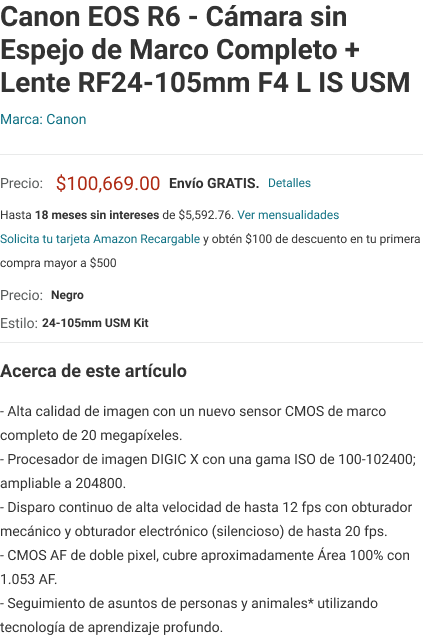 Canon EOS R6 - Cámara sin
Espejo de Marco Completo +
Lente RF24-105mm F4 L IS USM
Marca: Canon
Precio: $100,669.00 Envío GRATIS. Detalles
Hasta 18 meses sin intereses de $5,592.76. Ver mensualidades
Solicita tu tarjeta Amazon Recargable y obtén $100 de descuento en tu primera
compra mayor a $500
Precio: Negro
Estilo: 24-105mm USM Kit
Acerca de este artículo
- Alta calidad de imagen con un nuevo sensor CMOS de marco
completo de 20 megapíxeles.
- Procesador de imagen DIGIC X con una gama ISO de 100-102400;
ampliable a 204800.
- Disparo continuo de alta velocidad de hasta 12 fps con obturador
mecánico y obturador electrónico (silencioso) de hasta 20 fps.
- CMOS AF de doble pixel, cubre aproximadamente Área 100% con
1.053 AF.
- Seguimiento de asuntos de personas y animales* utilizando
tecnología de aprendizaje profundo.